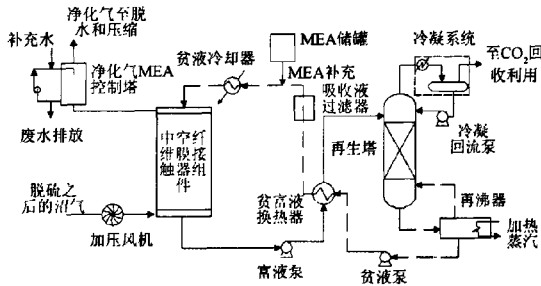 净化气至脱
水和压缩
补充水
净化气MEA
控制塔
废水排放
贫液冷却器
MEA储罐
MEA补充
吸收液
过滤器
冷凝系统
至CO2回
收利用
冷凝
回流泵
再生塔
中空纤
维膜接
触器组
件
脱硫之
后的沼气
加压风机
贫富液
换热器
富液泵
贫液泵
再沸器
加热
蒸汽